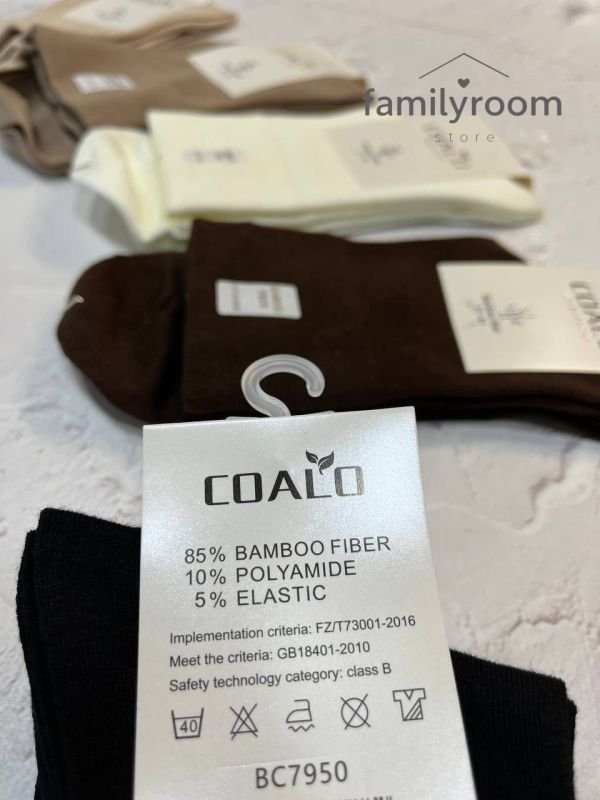 familyroom
store
COALO
COALO
85% BAMBOO FIBER
10% POLYAMIDE
5% ELASTIC
Implementation criteria: FZ/T73001-2016
Meet the criteria: GB18401-2010
Safety technology category: class B
40
BC7950